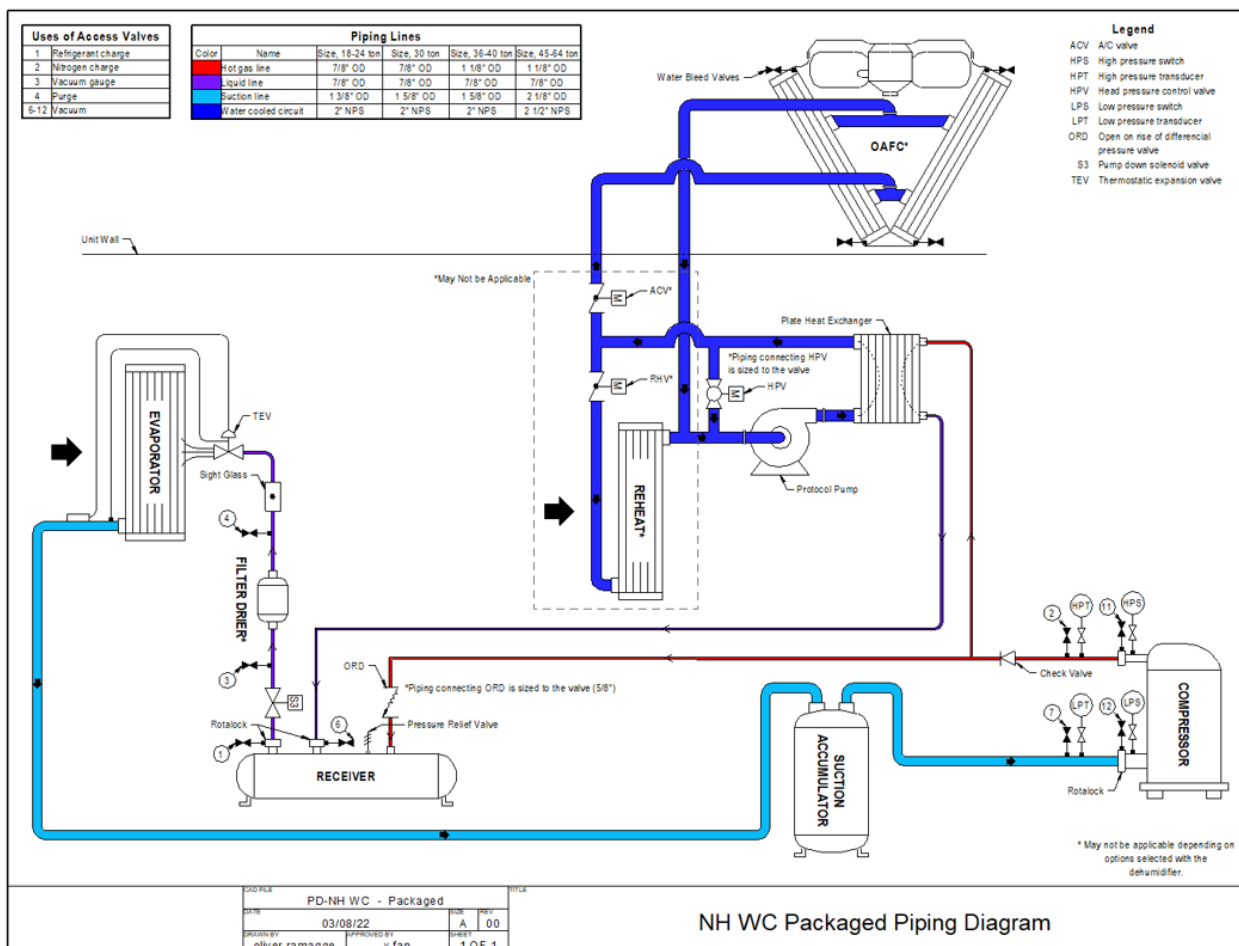 Uses of Access Valves
1 Refrigerant charge
2 Nitrogen charge
3 Vacuum gauge
4 Purge
6-12 Vacuum
Piping Lines
Color Name Size, 18-24 ton Size, 30 ton Size, 36-40 ton Size, 45-64 ton
Hot gas line 7/8" OD 7/8" OD 1 1/8" OD 1 1/8" OD
Liquid line 7/8" OD 7/8" OD 7/8" OD 7/8" OD
Suction line 1 3/8" OD 1 5/8" OD 1 5/8" OD 2 1/8" OD
Water cooled circuit 2" NPS 2" NPS 2" NPS 2 1/2" NPS
Legend
ACV A/C valve
HPS High pressure switch
HPT High pressure transducer
HPV Head pressure control valve
LPS Low pressure switch
LPT Low pressure transducer
ORD Open on rise of differencial
pressure valve
S3 Pump down solenoid valve
TEV Thermostatic expansion valve
Water Bleed Valves
OAFC*
Unit Wall
*May Not be Applicable
ACV*
M
Plate Heat Exchanger
*Piping connecting HPV
is sized to the valve
RHV*
M
HPV
M
Protocol Pump
REHEAT*
EVAPORATOR
TEV
Sight Glass
4
FILTER DRIER*
3
S3
Rotalock
1
6
ORD
*Piping connecting ORD is sized to the valve (5/8")
Pressure Relief Valve
RECEIVER
SUCTION
ACCUMULATOR
2
HPT
11
HPS
Check Valve
7
LPT
12
LPS
Rotalock
COMPRESSOR
* May not be applicable depending on
options selected with the
dehumidifier.
CAD FILE
PD-NH WC - Packaged
DATE
03/08/22
SIZE
A
REV
00
DRAWN BY
oliver.ramagge
APPROVED BY
y.fan
SHEET
1 OF 1
TITLE
NH WC Packaged Piping Diagram